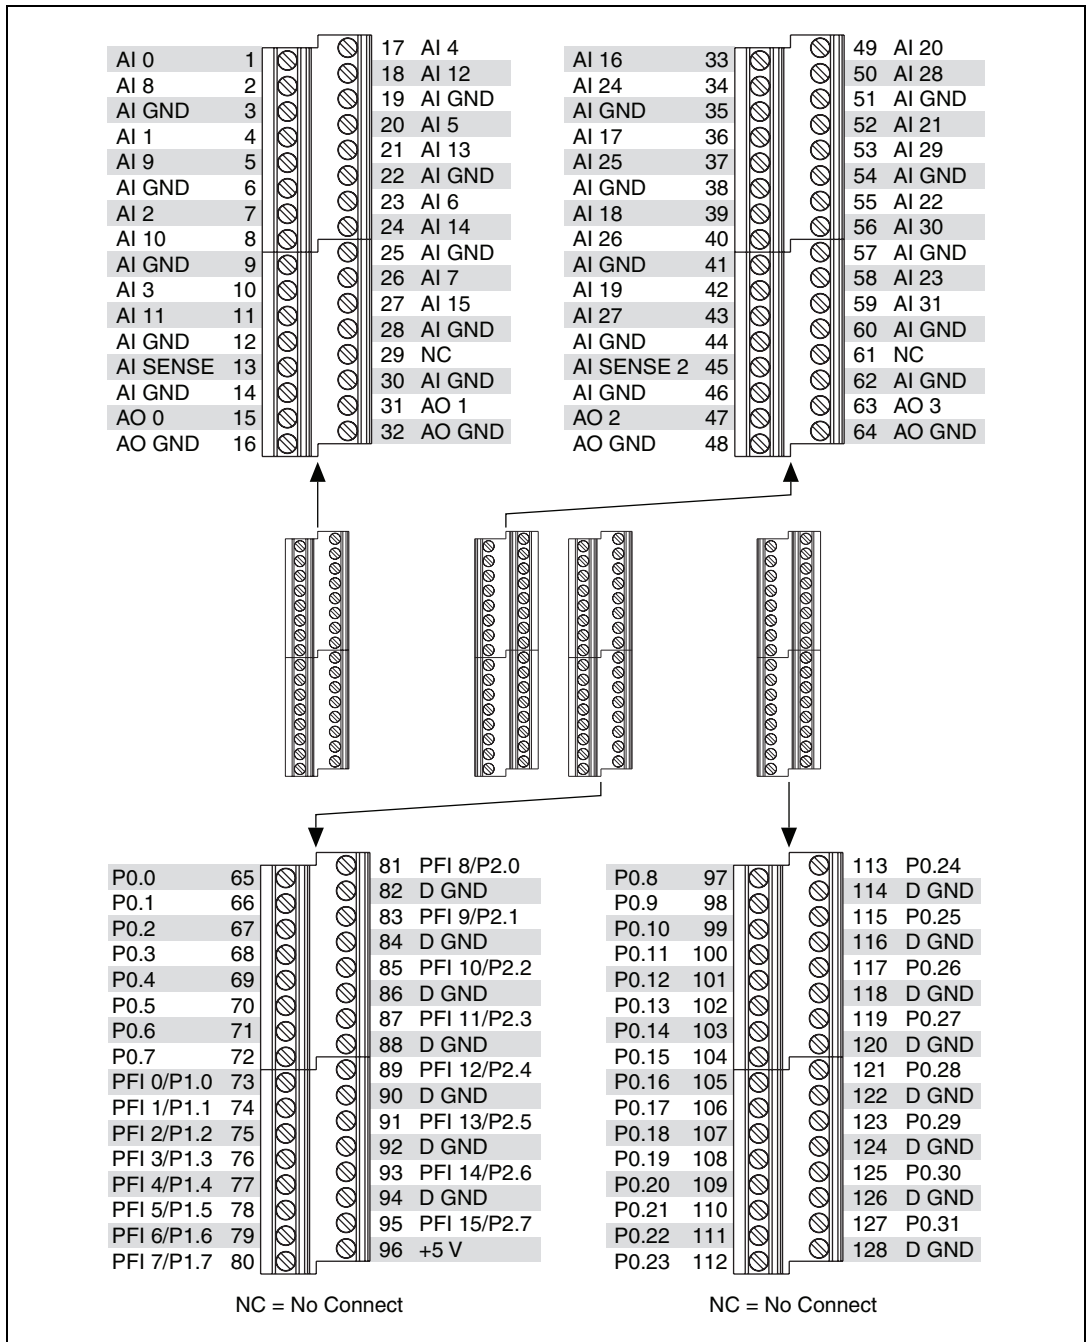 AI 0 1
AI 8 2
AI GND 3
AI 1 4
AI 9 5
AI GND 6
AI 2 7
AI 10 8
AI GND 9
AI 3 10
AI 11 11
AI GND 12
AI SENSE 13
AI GND 14
AO 0 15
AO GND 16
17 AI 4
18 AI 12
19 AI GND
20 AI 5
21 AI 13
22 AI GND
23 AI 6
24 AI 14
25 AI GND
26 AI 7
27 AI 15
28 AI GND
29 NC
30 AI GND
31 AO 1
32 AO GND
AI 16 33
AI 24 34
AI GND 35
AI 17 36
AI 25 37
AI GND 38
AI 18 39
AI 26 40
AI GND 41
AI 19 42
AI 27 43
AI GND 44
AI SENSE 2 45
AI GND 46
AO 2 47
AO GND 48
49 AI 20
50 AI 28
51 AI GND
52 AI 21
53 AI 29
54 AI GND
55 AI 22
56 AI 30
57 AI GND
58 AI 23
59 AI 31
60 AI GND
61 NC
62 AI GND
63 AO 3
64 AO GND
P0.0 65
P0.1 66
P0.2 67
P0.3 68
P0.4 69
P0.5 70
P0.6 71
P0.7 72
PFI 0/P1.0 73
PFI 1/P1.1 74
PFI 2/P1.2 75
PFI 3/P1.3 76
PFI 4/P1.4 77
PFI 5/P1.5 78
PFI 6/P1.6 79
PFI 7/P1.7 80
81 PFI 8/P2.0
82 D GND
83 PFI 9/P2.1
84 D GND
85 PFI 10/P2.2
86 D GND
87 PFI 11/P2.3
88 D GND
89 PFI 12/P2.4
90 D GND
91 PFI 13/P2.5
92 D GND
93 PFI 14/P2.6
94 D GND
95 PFI 15/P2.7
96 +5 V
NC = No Connect
P0.8 97
P0.9 98
P0.10 99
P0.11 100
P0.12 101
P0.13 102
P0.14 103
P0.15 104
P0.16 105
P0.17 106
P0.18 107
P0.19 108
P0.20 109
P0.21 110
P0.22 111
P0.23 112
113 P0.24
114 D GND
115 P0.25
116 D GND
117 P0.26
118 D GND
119 P0.27
120 D GND
121 P0.28
122 D GND
123 P0.29
124 D GND
125 P0.30
126 D GND
127 P0.31
128 D GND
NC = No Connect